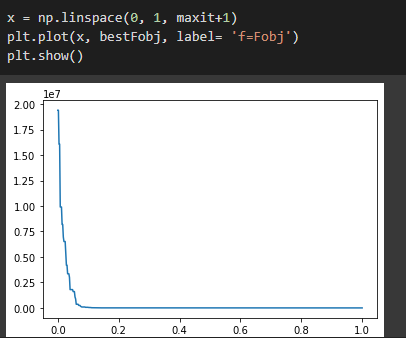 x = np.linspace(0, 1, maxit+1)
plt.plot(x, bestFobj, label= 'f=Fobj')
plt.show()
1e7
2.00
1.75
1.50
1.25
1.00
0.75
0.50
0.25
0.00
0.0 0.2 0.4 0.6 0.8 1.0